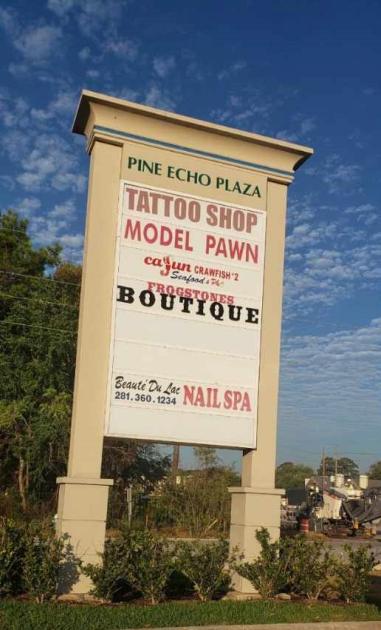 PINE ECHO PLAZA
TATTOO SHOP
MODEL PAWN
cajun CRAWFISH #2
Seafood & Pho
FROGSTONES
BOUTIQUE
Beauté Du Lac NAIL SPA
281.360.1234